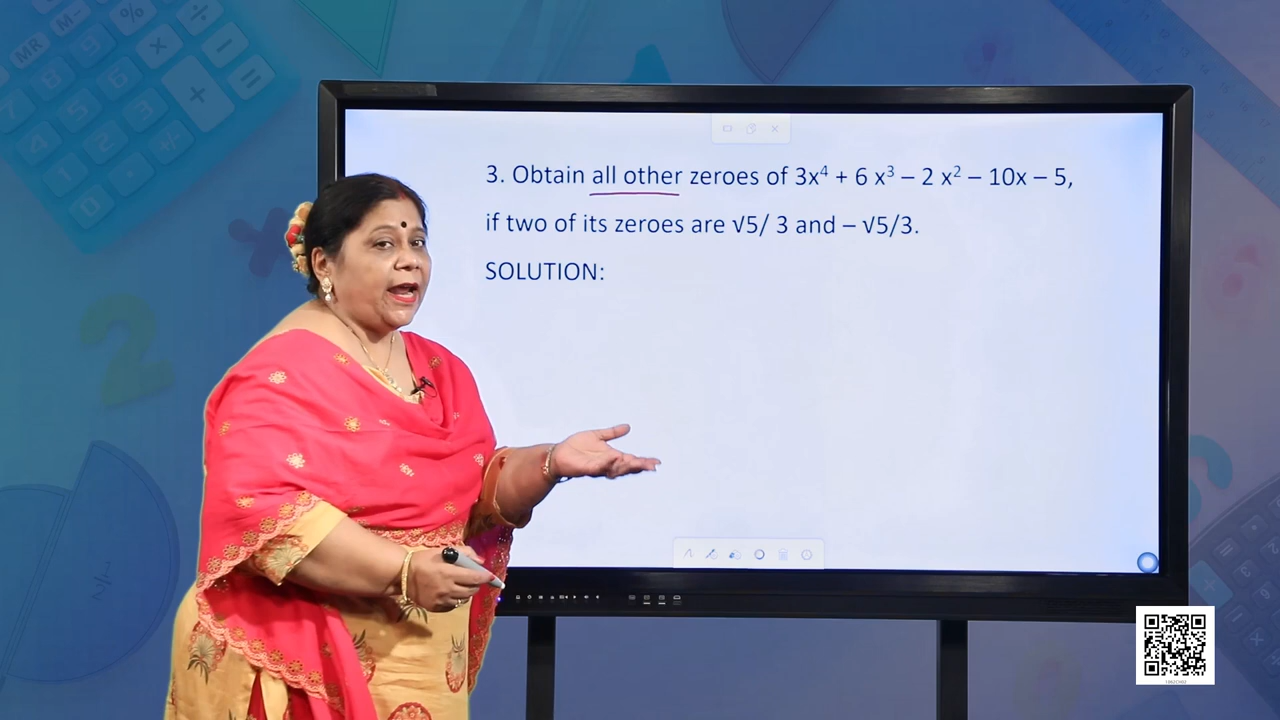 3. Obtain all other zeroes of 3x⁴ + 6 x³ – 2 x² – 10x – 5,
if two of its zeroes are √5/ 3 and – √5/3.
SOLUTION: